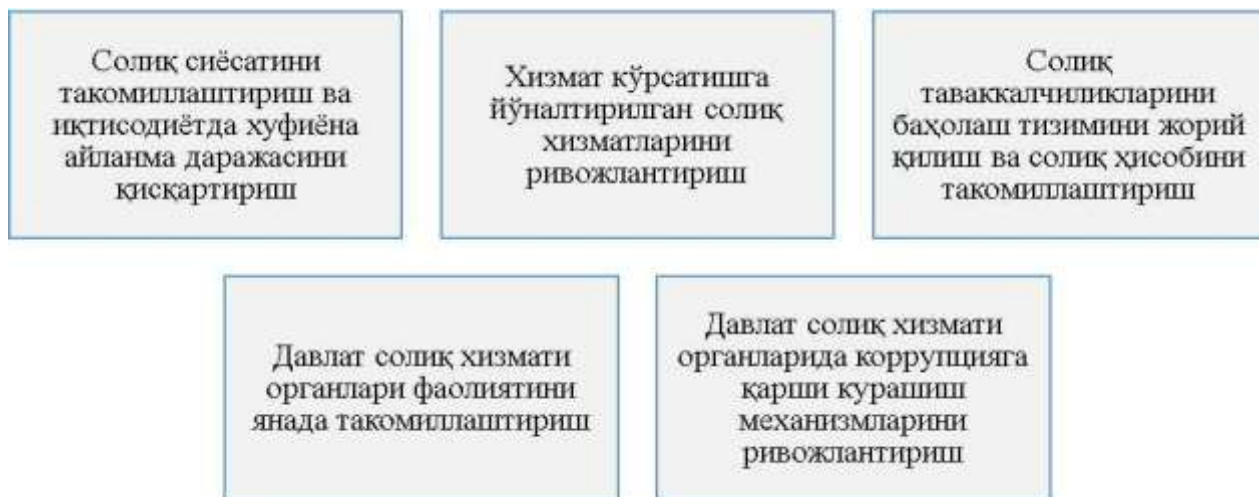 Солиқ сиёсатини
такомиллаштириш ва
иқтисодиётда хуфиёна
айланма даражасини
қисқартириш
Хизмат кўрсатишга
йўналтирилган солиқ
хизматларини
ривожлантириш
Солиқ
таваккалчиликларини
баҳолаш тизимини жорий
қилиш ва солиқ ҳисобини
такомиллаштириш
Давлат солиқ хизмати
органлари фаолиятини
янада такомиллаштириш
Давлат солиқ хизмати
органларида коррупцияга
қарши курашиш
механизмларини
ривожлантириш